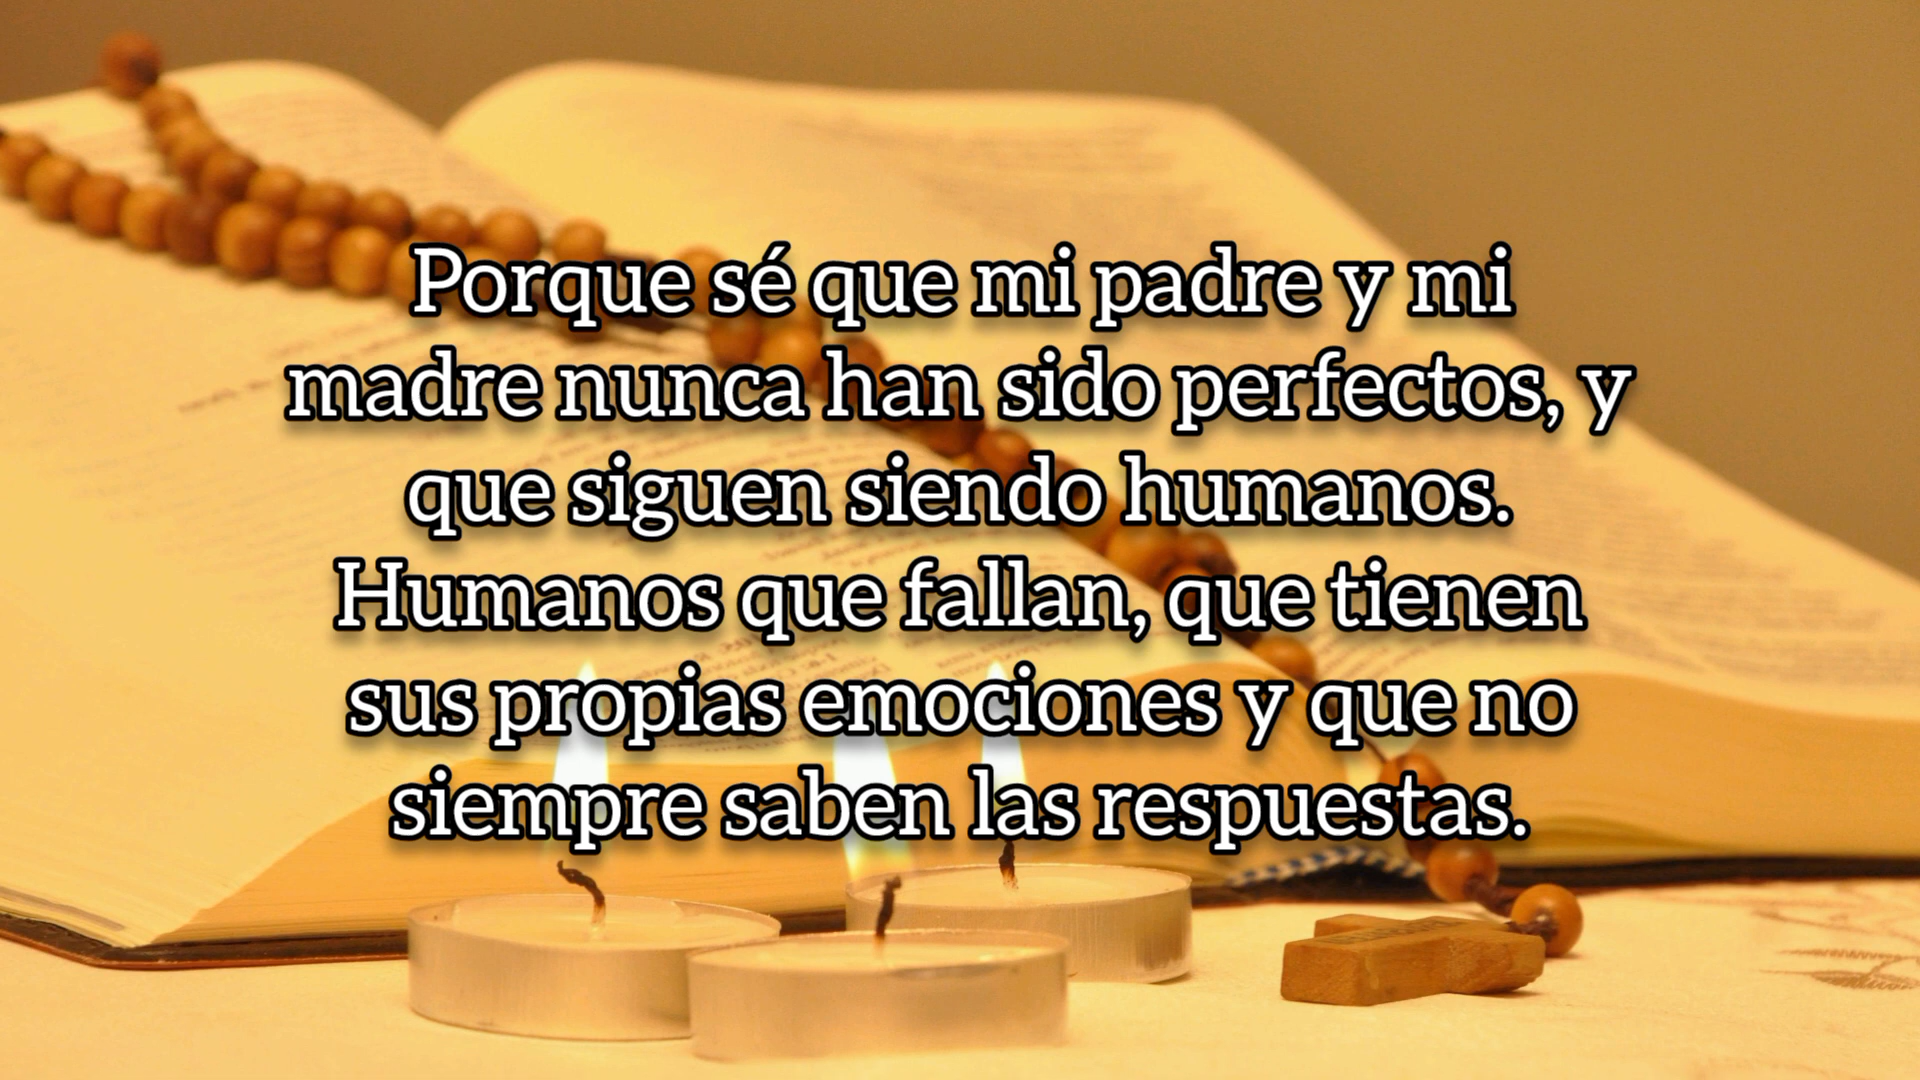 Porque sé que mi padre y mi
madre nunca han sido perfectos, y
que siguen siendo humanos.
Humanos que fallan, que tienen
sus propias emociones y que no
siempre saben las respuestas.